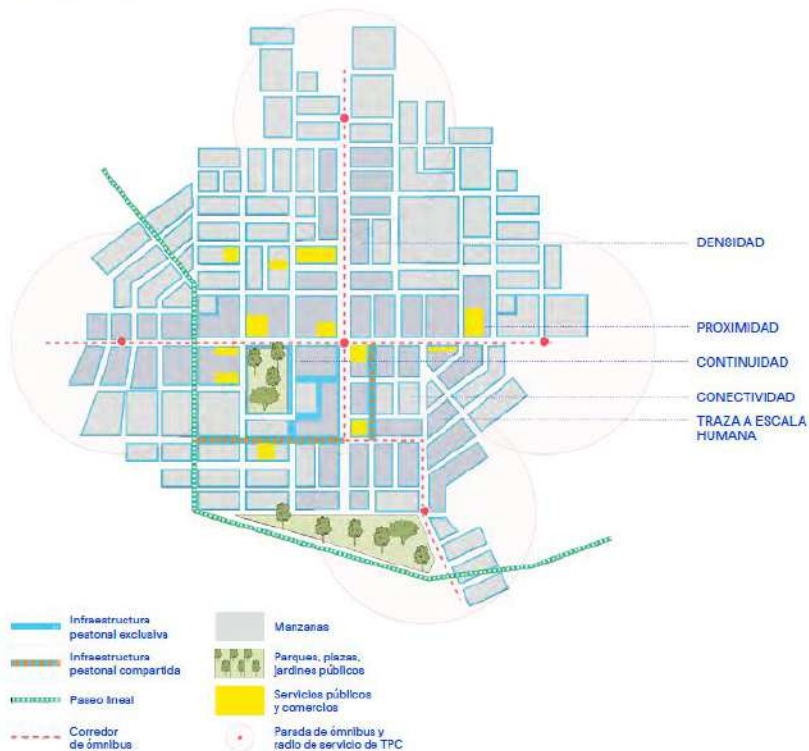 DENSIDAD
PROXIMIDAD
CONTINUIDAD
CONECTIVIDAD
TRAZA A ESCALA
HUMANA
Infraestructura
peatonal exclusiva
Infraestructura
peatonal compartida
Paseo lineal
Corredor
de ómnibus
Manzanas
Parques, plazas,
jardines públicos
Servicios públicos
y comercios
Parada de ómnibus y
radio de servicio de TPC